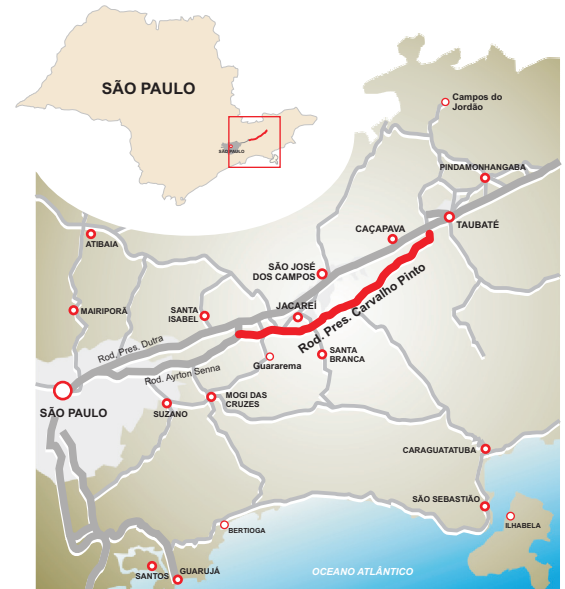 SÃO PAULO
SÃO PAULO
Campos do
Jordão
PINDAMONHANGABA
TAUBATÉ
CAÇAPAVA
ATIBAIA
SÃO JOSÉ
DOS CAMPOS
Rod. Pres. Carvalho Pinto
MAIRIPORÃ
SANTA
ISABEL
JACAREÍ
Rod. Pres. Dutra
SANTA
BRANCA
Guararema
Rod. Ayrton Senna
SÃO PAULO
MOGI DAS
CRUZES
SUZANO
CARAGUATATUBA
SÃO SEBASTIÃO
ILHABELA
BERTIOGA
OCEANO ATLÂNTICO
SANTOS
GUARUJÁ